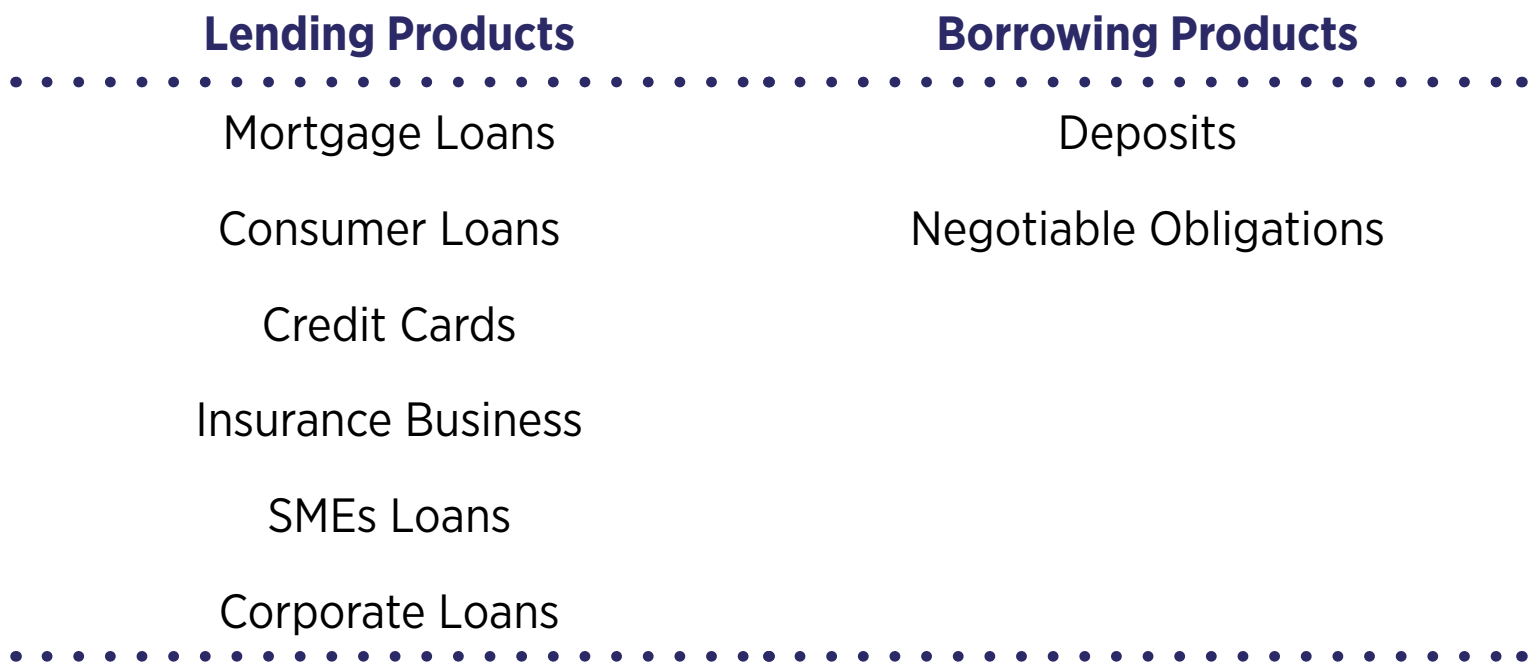 Lending Products Borrowing Products
Mortgage Loans Deposits
Consumer Loans Negotiable Obligations
Credit Cards
Insurance Business
SMEs Loans
Corporate Loans